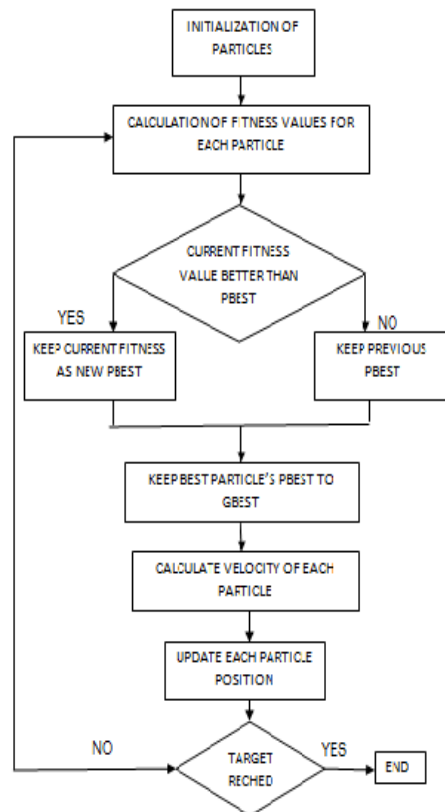 INITIALIZATION OF
PARTICLES
CALCULATION OF FITNESS VALUES FOR
EACH PARTICLE
CURRENT FITNESS
VALUE BETTER THAN
PBEST
YES
NO
KEEP CURRENT FITNESS
AS NEW PBEST
KEEP PREVIOUS
PBEST
KEEP BEST PARTICLE'S PBEST TO
GBEST
CALCULATE VELOCITY OF EACH
PARTICLE
UPDATE EACH PARTICLE
POSITION
NO
TARGET
RECHED
YES
END